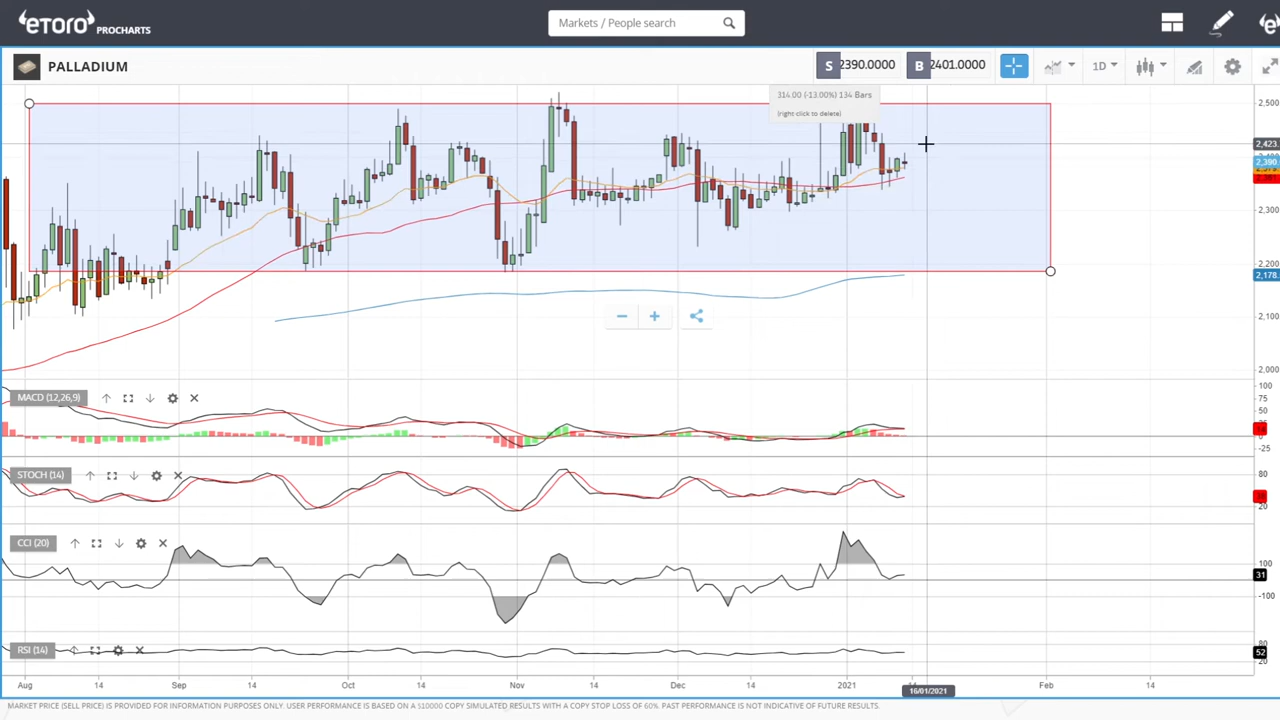 eTORO PROCHARTS
Markets / People search
PALLADIUM
S 2390.0000 B 2401.0000
1D
314.00 (-13.00%) 134 Bars
(right click to delete)
2,500
2,423
2,390
2,300
2,200
2,178.
2,100
2,000
MACD (12,26,9)
100
75
50
-25
STOCH (14)
80
20
CCI (20)
100
31
-100
RSI (14)
80
52
20
Aug 14 Sep 14 Oct 14 Nov 14 Dec 14 2021 Feb 14
16/01/2021
MARKET PRICE (SELL PRICE) IS PROVIDED FOR INFORMATION PURPOSES ONLY. USER PERFORMANCE IS BASED ON A $10000 COPY SIMULATED RESULTS WITH A COPY STOP LOSS OF 60%. PAST PERFORMANCE IS NOT INDICATIVE OF FUTURE RESULTS.